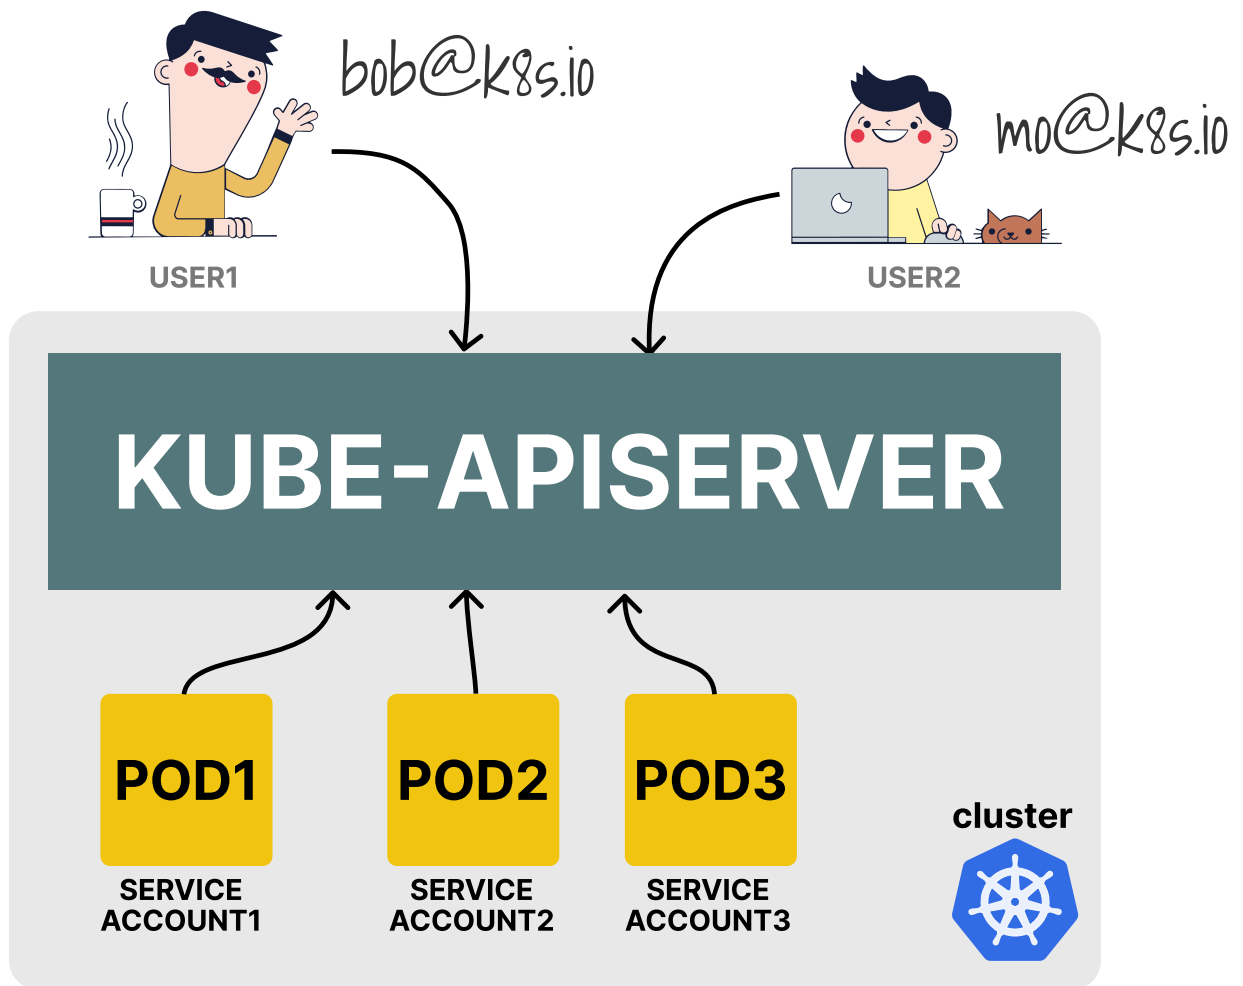 bob@k8s.io
mo@k8s.io
USER1
USER2
KUBE-APISERVER
POD1
POD2
POD3
SERVICE
ACCOUNT1
SERVICE
ACCOUNT2
SERVICE
ACCOUNT3
cluster